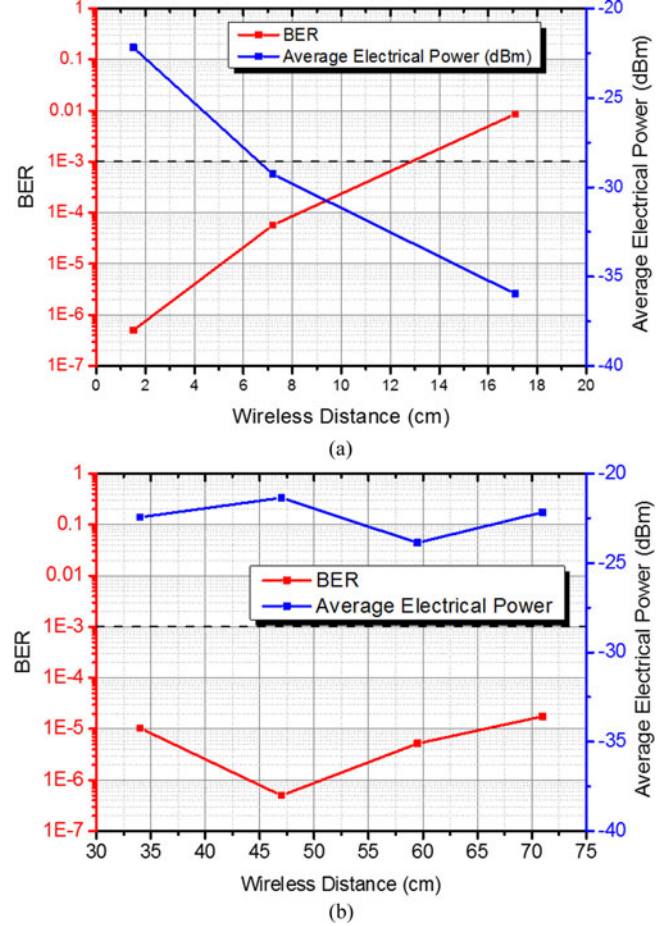 1
0.1
0.01
1E-3
1E-4
1E-5
1E-6
1E-7
BER
BER
Average Electrical Power (dBm)
-20
-25
-30
-35
-40
Average Electrical Power (dBm)
0 2 4 6 8 10 12 14 16 18 20
Wireless Distance (cm)
(a)
1
0.1
0.01
1E-3
1E-4
1E-5
1E-6
1E-7
BER
BER
Average Electrical Power
-20
-25
-30
-35
-40
Average Electrical Power (dBm)
30 35 40 45 50 55 60 65 70 75
Wireless Distance (cm)
(b)